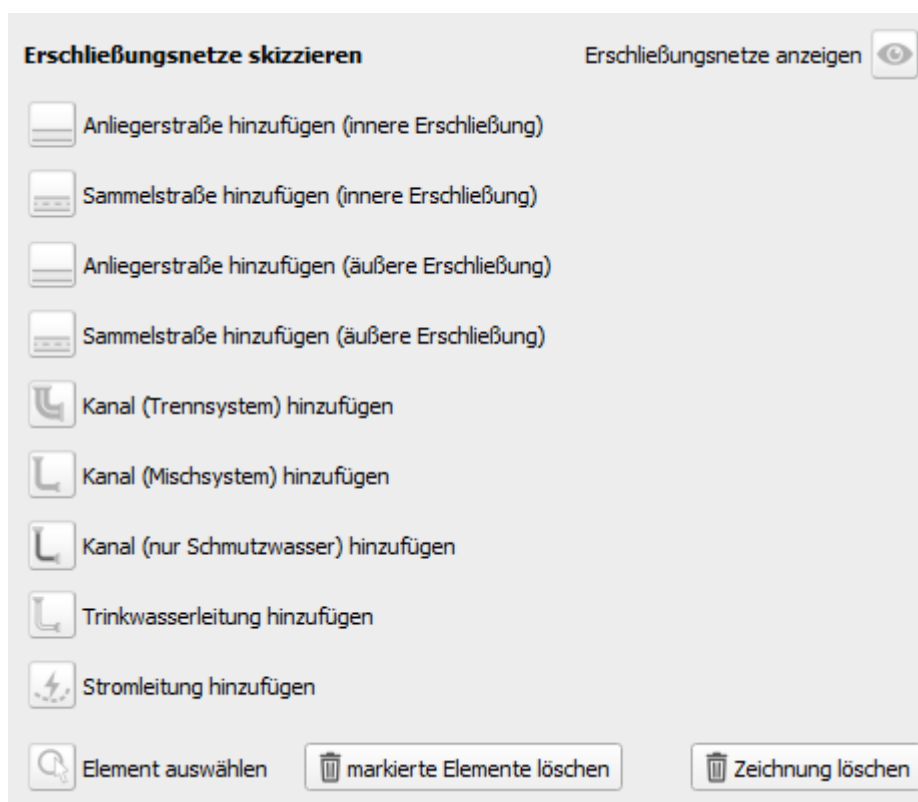 Erschließungsnetze skizzieren Erschließungsnetze anzeigen
Anliegerstraße hinzufügen (innere Erschließung)
Sammelstraße hinzufügen (innere Erschließung)
Anliegerstraße hinzufügen (äußere Erschließung)
Sammelstraße hinzufügen (äußere Erschließung)
Kanal (Trennsystem) hinzufügen
Kanal (Mischsystem) hinzufügen
Kanal (nur Schmutzwasser) hinzufügen
Trinkwasserleitung hinzufügen
Stromleitung hinzufügen
Element auswählen markierte Elemente löschen Zeichnung löschen